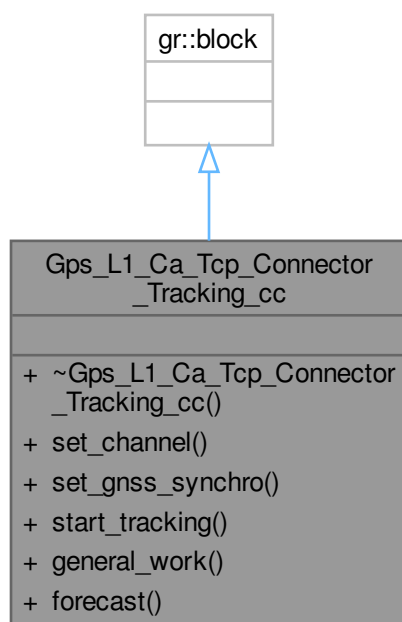 gr::block
Gps_L1_Ca_Tcp_Connector
_Tracking_cc
+ ~Gps_L1_Ca_Tcp_Connector
_Tracking_cc()
+ set_channel()
+ set_gnss_synchro()
+ start_tracking()
+ general_work()
+ forecast()